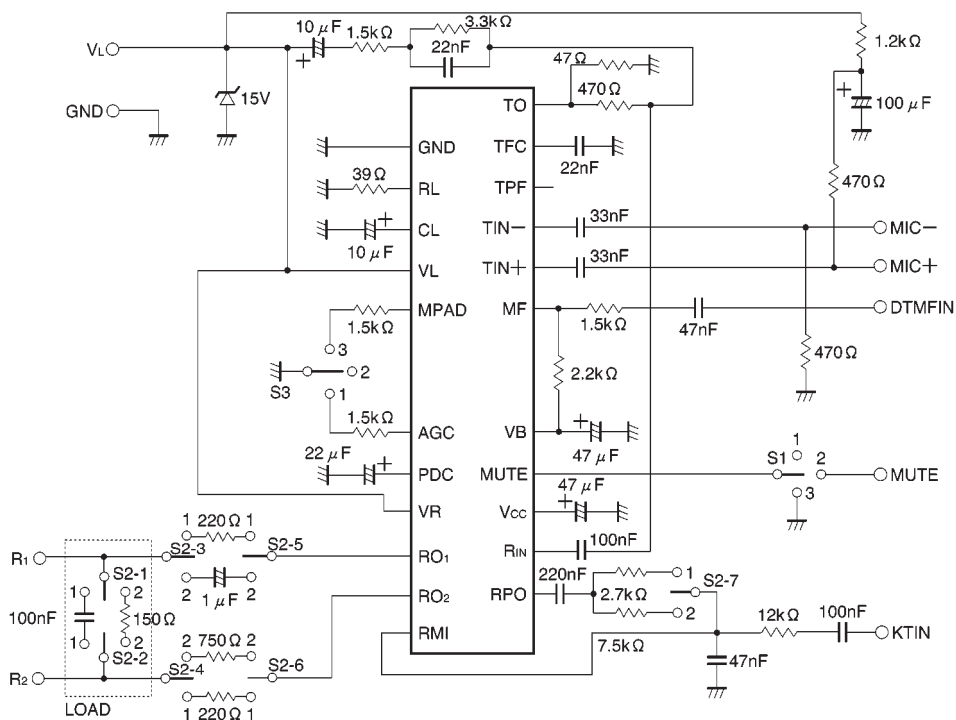 10 μF
1.5kΩ
3.3kΩ
22nF
VL
15V
GND
47Ω
470Ω
1.2kΩ
100 μF
TO
GND
TFC
22nF
39Ω
RL
TPF
470Ω
CL
10 μF
TIN−
33nF
MIC−
VL
TIN+
33nF
MIC+
MPAD
1.5kΩ
MF
1.5kΩ
47nF
DTMFIN
3
2
S3
1
2.2kΩ
470Ω
1.5kΩ
AGC
VB
47 μF
22 μF
PDC
MUTE
S1
1
2
3
MUTE
47 μF
VR
VCC
1 220Ω 1
R1
S2-3
S2-5
RO1
RIN
100nF
S2-1
2 2
1 μF
RO2
RPO
220nF
1
S2-7
2.7kΩ
2
1 2
100nF
150Ω
1 2
S2-2
2 750Ω 2
RMI
7.5kΩ
12kΩ
100nF
KTIN
R2
S2-4
S2-6
47nF
1 220Ω 1
LOAD